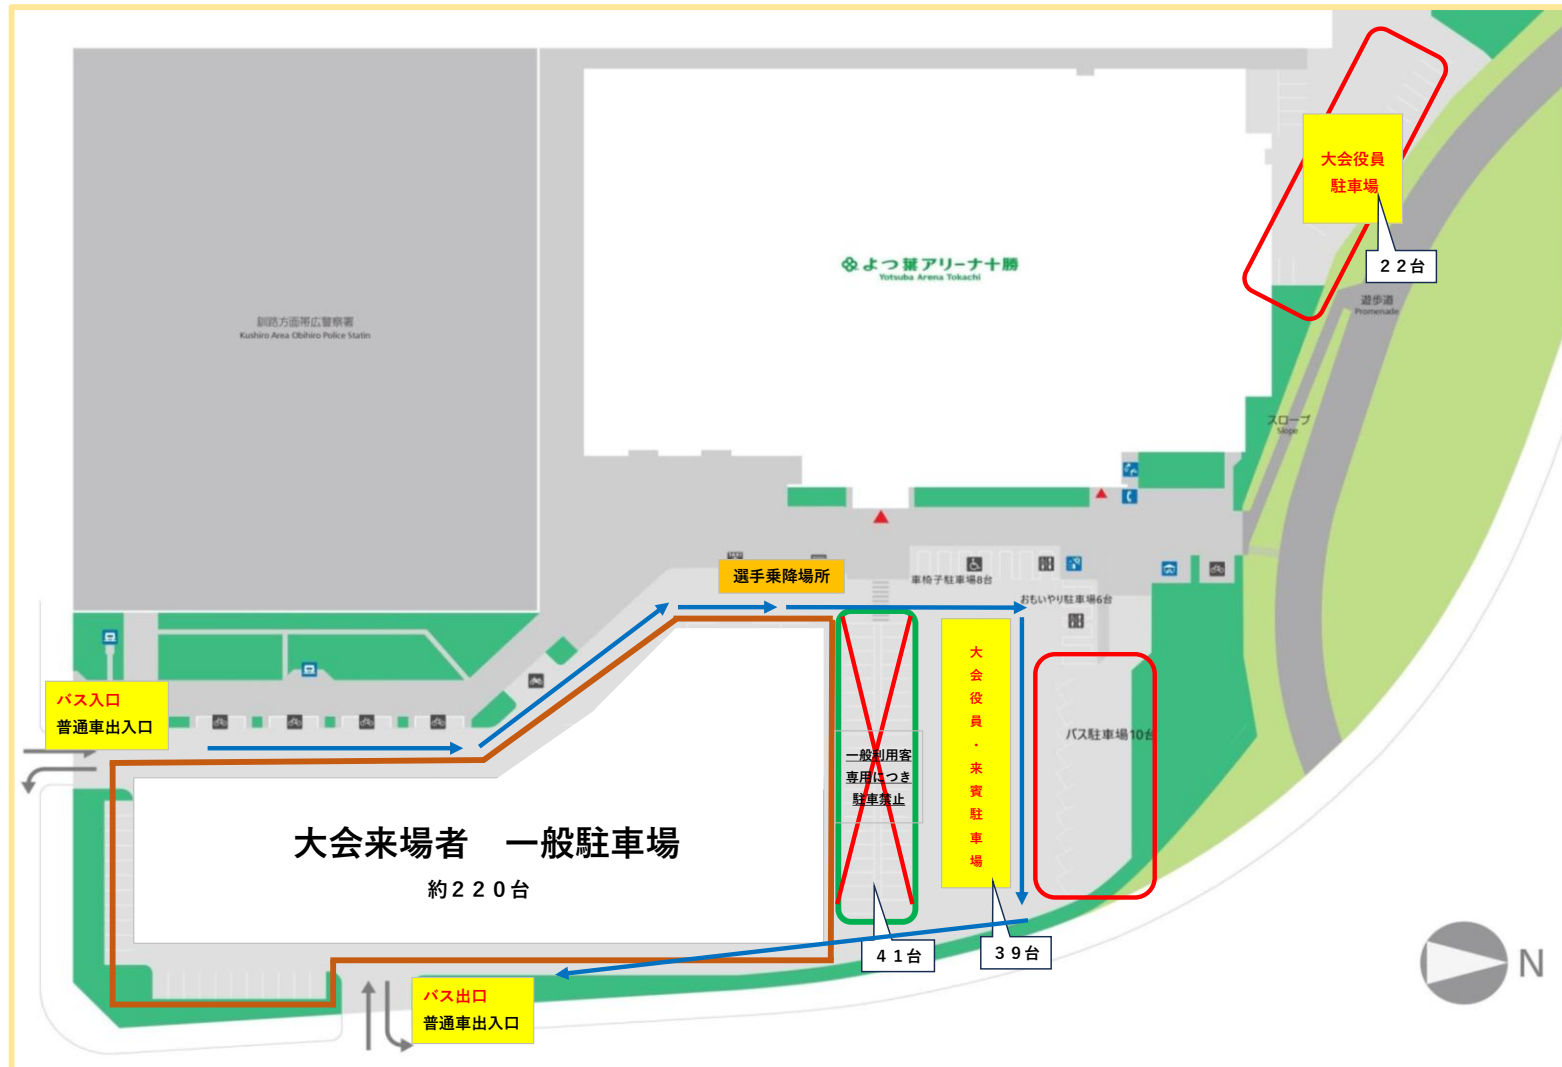 大会役員
駐車場
22台
よつ葉アリーナ十勝
Yotsuba Arena Tokachi
遊歩道
Promenade
釧路方面帯広警察署
Kushiro Area Obihiro Police Statin
スロープ
Slope
選手乗降場所
車椅子駐車場8台
おもいやり駐車場6台
バス入口
普通車出入口
大会役員・来賓駐車場
バス駐車場10台
一般利用客
専用につき
駐車禁止
大会来場者 一般駐車場
約220台
41台
39台
バス出口
普通車出入口
N